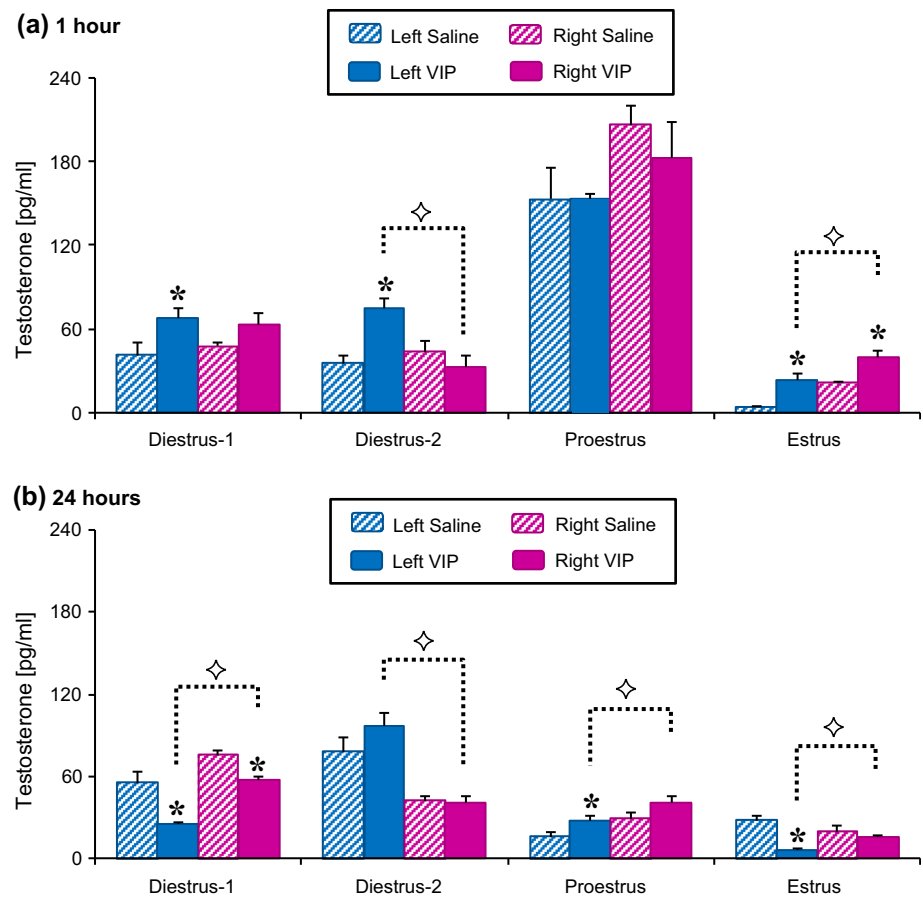 (a) 1 hour
Left Saline
Right Saline
Left VIP
Right VIP
Testosterone [pg/ml]
240
180
120
60
0
*
*
*
*
Diestrus-1
Diestrus-2
Proestrus
Estrus
(b) 24 hours
Left Saline
Right Saline
Left VIP
Right VIP
Testosterone [pg/ml]
240
180
120
60
0
*
*
*
*
Diestrus-1
Diestrus-2
Proestrus
Estrus